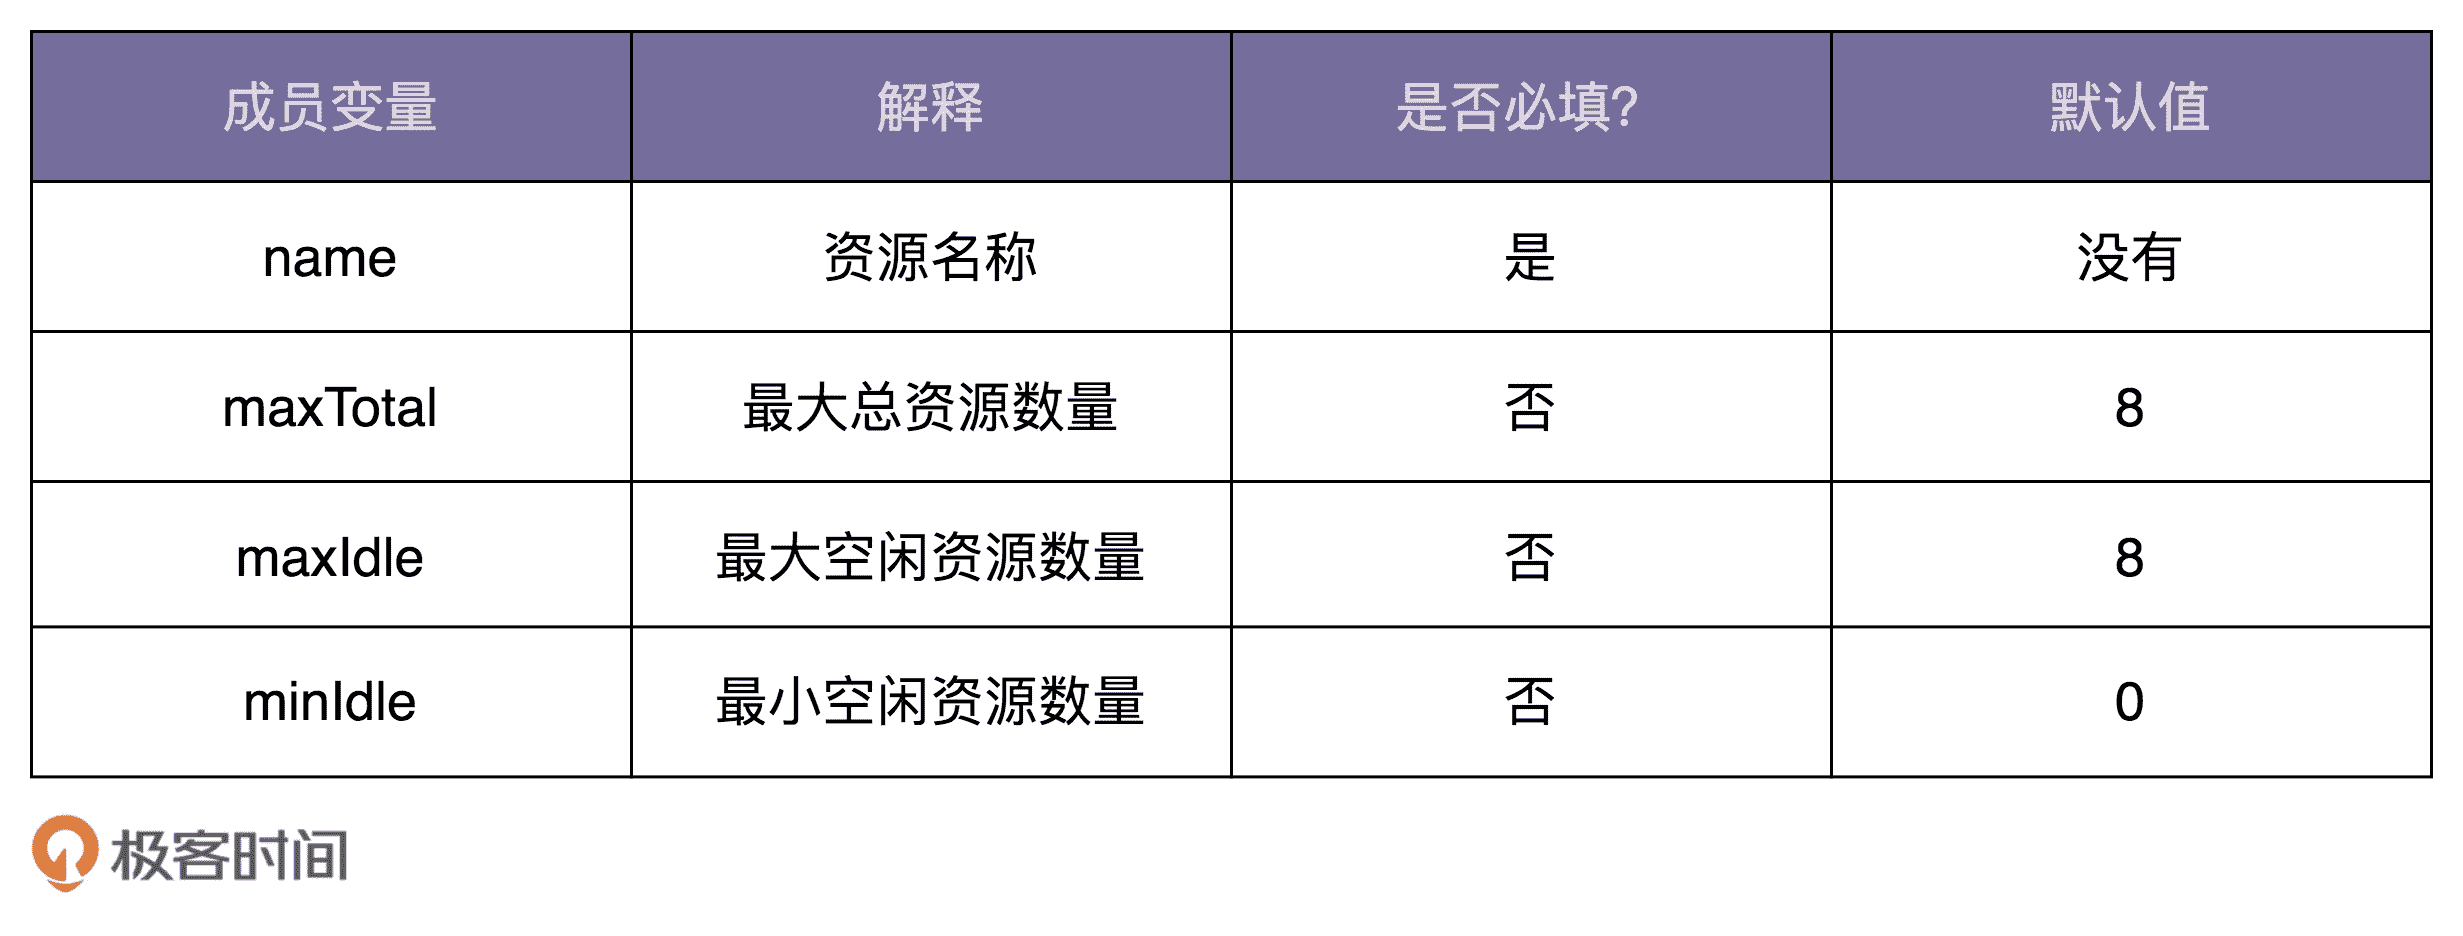 成员变量 解释 是否必填? 默认值
name 资源名称 是 没有
maxTotal 最大总资源数量 否 8
maxIdle 最大空闲资源数量 否 8
minIdle 最小空闲资源数量 否 0
极客时间